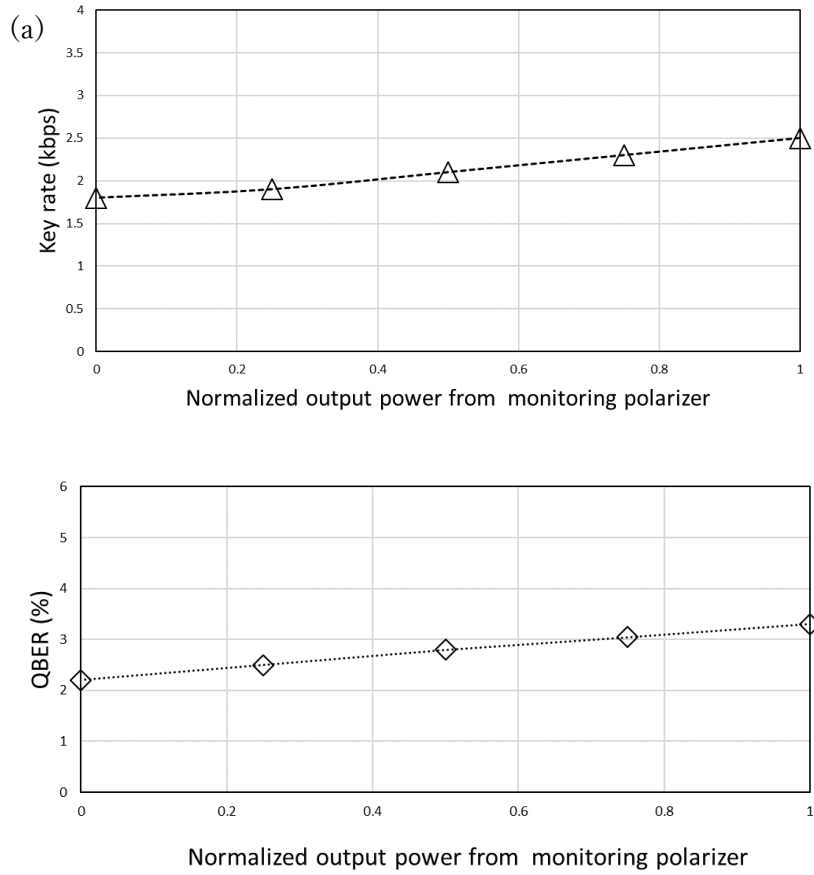 (a)
Key rate (kbps)
4
3.5
3
2.5
2
1.5
1
0.5
0
0 0.2 0.4 0.6 0.8 1
Normalized output power from monitoring polarizer
QBER (%)
6
5
4
3
2
1
0
0 0.2 0.4 0.6 0.8 1
Normalized output power from monitoring polarizer